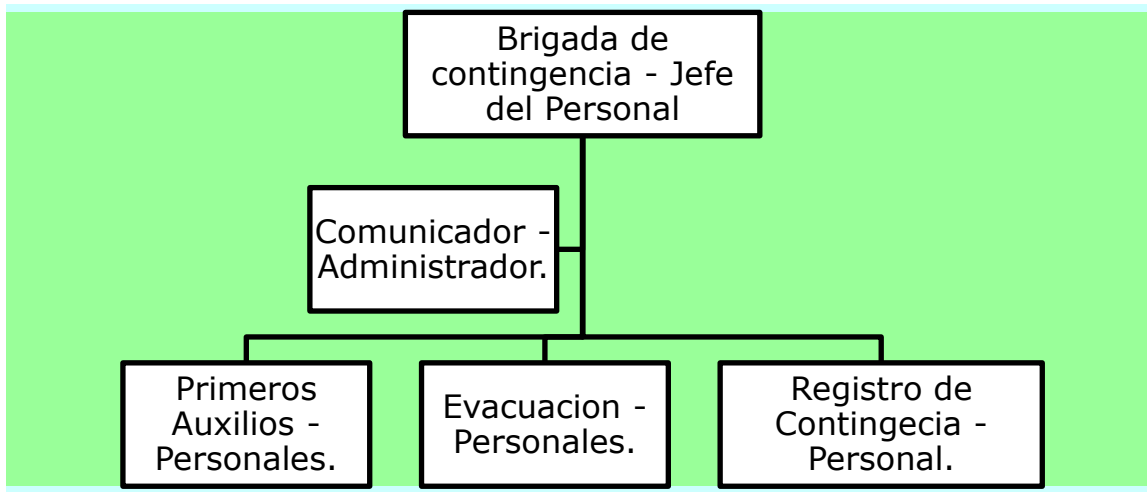 Brigada de
contingencia - Jefe
del Personal
Comunicador -
Administrador.
Primeros
Auxilios -
Personales.
Evacuacion -
Personales.
Registro de
Contingecia -
Personal.